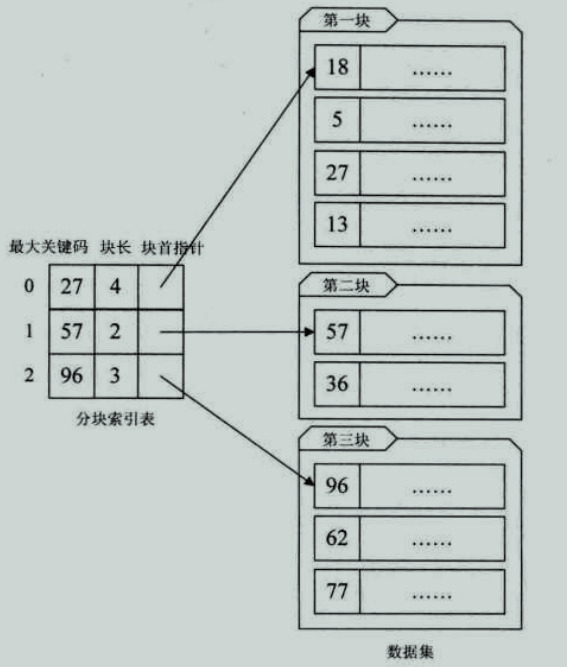 第一块
18 ……
5 ……
27 ……
13 ……
最大关键码 块长 块首指针
0 27 4
1 57 2
2 96 3
分块索引表
第二块
57 ……
36 ……
第三块
96 ……
62 ……
77 ……
数据集